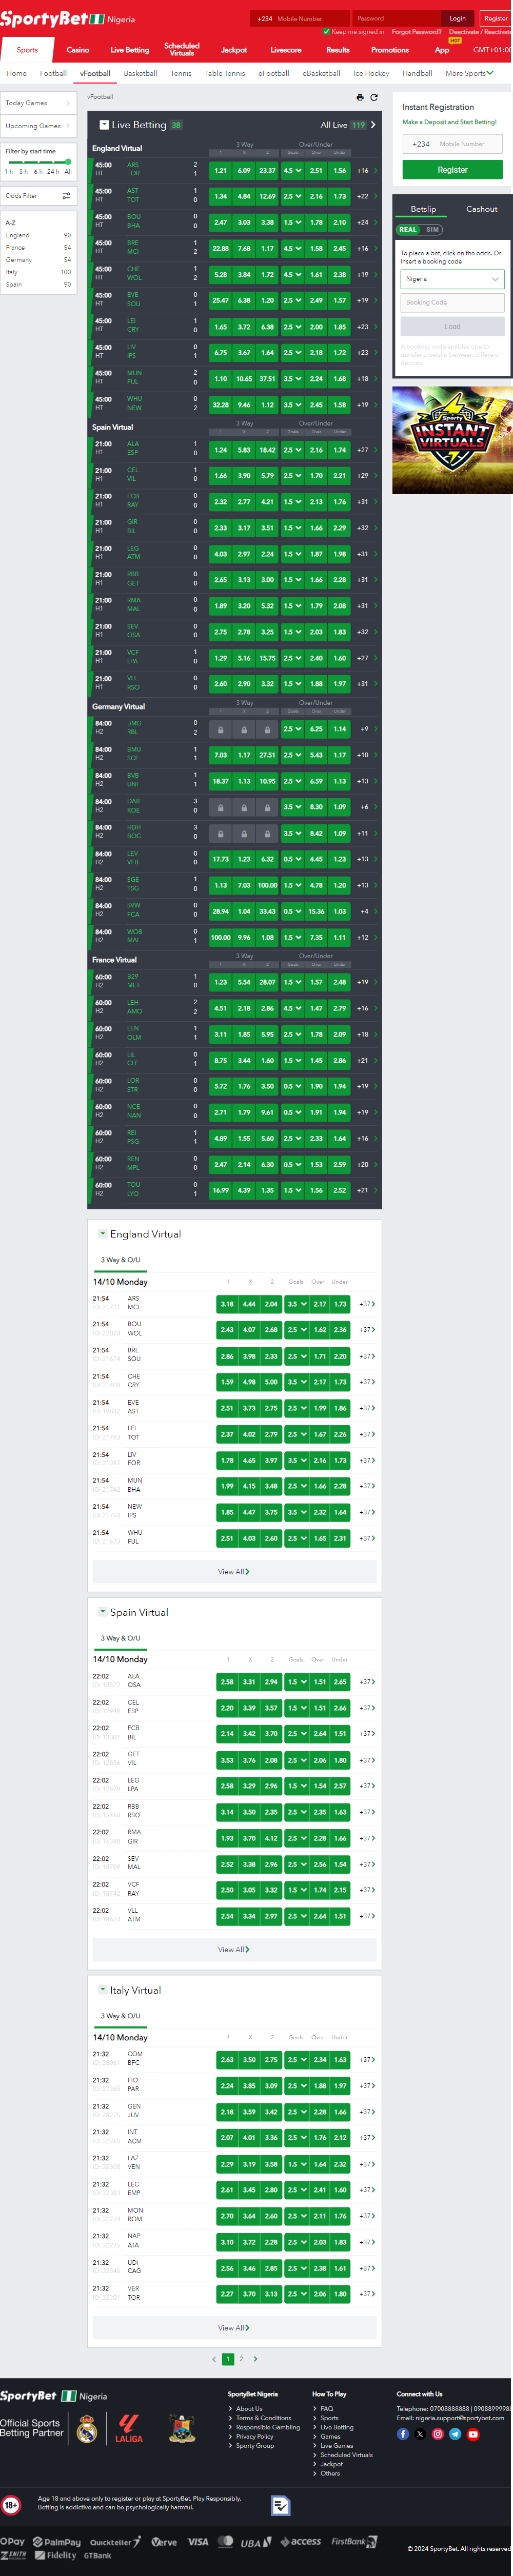 SportyBet Nigeria
+234 Mobile Number Password Login Register
Keep me signed in Forgot Password? Deactivate / Reactivate
Sports Casino Live Betting Scheduled Virtuals Jackpot Livescore Results Promotions App HOT GMT+01:00
Home Football vFootball Basketball Tennis Table Tennis eFootball eBasketball Ice Hockey Handball More Sports
Today Games
Upcoming Games
Filter by start time
1 h 3 h 6 h 24 h All
Odds Filter
A-Z
England 90
France 54
Germany 54
Italy 100
Spain 90
vFootball
Live Betting 38 All Live 119
England Virtual 3 Way Over/Under
1 X 2 Goals Over Under
45:00 ARS 2 1.21 6.09 23.37 4.5 2.51 1.56 +16
HT FOR 1
45:00 AST 1 1.34 4.84 12.69 2.5 2.16 1.73 +22
HT TOT 0
45:00 BOU 0 2.47 3.03 3.38 1.5 1.78 2.10 +24
HT BHA 0
45:00 BRE 1 22.88 7.68 1.17 4.5 1.58 2.45 +16
HT MCI 2
45:00 CHE 1 5.28 3.84 1.72 4.5 1.61 2.38 +19
HT WOL 2
45:00 EVE 0 25.47 6.38 1.20 2.5 2.49 1.57 +19
HT SOU 1
45:00 LEI 1 1.65 3.72 6.38 2.5 2.00 1.85 +23
HT CRY 0
45:00 LIV 0 6.75 3.67 1.64 2.5 2.18 1.72 +23
HT IPS 1
45:00 MUN 2 1.10 10.65 37.51 3.5 2.24 1.68 +18
HT FUL 0
45:00 WHU 0 32.28 9.46 1.12 3.5 2.45 1.58 +19
HT NEW 2
Spain Virtual 3 Way Over/Under
1 X 2 Goals Over Under
21:00 ALA 1 1.24 5.83 18.42 2.5 2.16 1.74 +27
H1 ESP 0
21:00 CEL 1 1.66 3.90 5.79 2.5 1.70 2.21 +29
H1 VIL 0
21:00 FCB 0 2.32 2.77 4.21 1.5 2.13 1.76 +31
H1 RAY 0
21:00 GIR 0 2.33 3.17 3.51 1.5 1.66 2.29 +32
H1 BIL 0
21:00 LEG 0 4.03 2.97 2.24 1.5 1.87 1.98 +31
H1 ATM 0
21:00 RBB 0 2.65 3.13 3.00 1.5 1.66 2.28 +31
H1 GET 0
21:00 RMA 0 1.89 3.20 5.32 1.5 1.79 2.08 +31
H1 MAL 0
21:00 SEV 0 2.75 2.78 3.25 1.5 2.03 1.83 +32
H1 OSA 0
21:00 VCF 1 1.29 5.16 15.75 2.5 2.40 1.60 +27
H1 LPA 0
21:00 VLL 0 2.60 2.90 3.32 1.5 1.88 1.97 +31
H1 RSO 0
Germany Virtual 3 Way Over/Under
1 X 2 Goals Over Under
84:00 BMG 0 2.5 6.25 1.14 +9
H2 RBL 2
84:00 BMU 1 7.03 1.17 27.51 2.5 5.43 1.17 +10
H2 SCF 1
84:00 BVB 1 18.37 1.13 10.95 2.5 6.59 1.13 +13
H2 UNI 1
84:00 DAR 3 3.5 8.30 1.09 +6
H2 KOE 0
84:00 HDH 3 3.5 8.42 1.09 +11
H2 BOC 0
84:00 LEV 0 17.73 1.23 6.32 0.5 4.45 1.23 +13
H2 VFB 0
84:00 SGE 1 1.13 7.03 100.00 1.5 4.78 1.20 +13
H2 TSG 0
84:00 SVW 0 28.94 1.04 33.43 0.5 15.36 1.03 +4
H2 FCA 0
84:00 WOB 0 100.00 9.96 1.08 1.5 7.35 1.11 +12
H2 MAI 1
France Virtual 3 Way Over/Under
1 X 2 Goals Over Under
60:00 B29 1 1.23 5.54 28.07 1.5 1.57 2.48 +19
H2 MET 0
60:00 LEH 2 4.51 2.18 2.86 4.5 1.47 2.79 +16
H2 AMO 2
60:00 LEN 1 3.11 1.85 5.95 2.5 1.78 2.09 +18
H2 OLM 1
60:00 LIL 0 8.75 3.44 1.60 1.5 1.45 2.86 +21
H2 CLE 1
60:00 LOR 0 5.72 1.76 3.50 0.5 1.90 1.94 +19
H2 STR 0
60:00 NCE 0 2.71 1.79 9.61 0.5 1.91 1.94 +19
H2 NAN 0
60:00 REI 1 4.89 1.55 5.60 2.5 2.33 1.64 +16
H2 PSG 1
60:00 REN 0 2.47 2.14 6.30 0.5 1.53 2.59 +20
H2 MPL 0
60:00 TOU 0 16.99 4.39 1.35 1.5 1.56 2.52 +21
H2 LYO 1
England Virtual
3 Way & O/U
14/10 Monday 1 X 2 Goals Over Under
21:54 ARS 3.18 4.44 2.04 3.5 2.17 1.73 +37
MCI
21:54 BOU 2.43 4.07 2.68 2.5 1.62 2.36 +37
WOL
21:54 BRE 2.86 3.98 2.33 2.5 1.71 2.20 +37
SOU
21:54 CHE 1.59 4.98 5.00 3.5 2.17 1.73 +37
CRY
21:54 EVE 2.51 3.73 2.75 2.5 1.99 1.86 +37
AST
21:54 LEI 2.37 4.02 2.79 2.5 1.67 2.26 +37
TOT
21:54 LIV 1.78 4.65 3.97 3.5 2.16 1.73 +37
FOR
21:54 MUN 1.99 4.15 3.48 2.5 1.66 2.28 +37
BHA
21:54 NEW 1.85 4.47 3.75 3.5 2.32 1.64 +37
IPS
21:54 WHU 2.51 4.03 2.60 2.5 1.65 2.31 +37
FUL
View All
Spain Virtual
3 Way & O/U
14/10 Monday 1 X 2 Goals Over Under
22:02 ALA 2.58 3.31 2.94 1.5 1.51 2.65 +37
OSA
22:02 CEL 2.20 3.39 3.57 1.5 1.51 2.66 +37
ESP
22:02 FCB 2.14 3.42 3.70 2.5 2.64 1.51 +37
BIL
22:02 GET 3.53 3.76 2.08 2.5 2.06 1.80 +37
VIL
22:02 LEG 2.58 3.29 2.96 1.5 1.54 2.57 +37
LPA
22:02 RBB 3.14 3.50 2.35 2.5 2.35 1.63 +37
RSO
22:02 RMA 1.93 3.70 4.12 2.5 2.28 1.66 +37
GIR
22:02 SEV 2.52 3.38 2.96 2.5 2.56 1.54 +37
MAL
22:02 VCF 2.50 3.05 3.32 1.5 1.74 2.15 +37
RAY
22:02 VLL 2.54 3.34 2.97 2.5 2.64 1.51 +37
ATM
View All
Italy Virtual
3 Way & O/U
14/10 Monday 1 X 2 Goals Over Under
21:32 COM 2.63 3.50 2.75 2.5 2.34 1.63 +37
BFC
21:32 FIO 2.24 3.85 3.09 2.5 1.88 1.97 +37
PAR
21:32 GEN 2.18 3.59 3.42 2.5 2.28 1.66 +37
JUV
21:32 INT 2.07 4.01 3.36 2.5 1.76 2.12 +37
ACM
21:32 LAZ 2.29 3.19 3.58 1.5 1.64 2.32 +37
VEN
21:32 LEC 2.61 3.45 2.80 2.5 2.41 1.60 +37
EMP
21:32 MON 2.70 3.64 2.60 2.5 2.11 1.76 +37
ROM
21:32 NAP 3.10 3.72 2.28 2.5 2.03 1.83 +37
ATA
21:32 UDI 2.56 3.46 2.85 2.5 2.38 1.61 +37
CAG
21:32 VER 2.27 3.70 3.13 2.5 2.06 1.80 +37
TOR
View All
1 2
Instant Registration
Make a Deposit and Start Betting!
+234 Mobile Number
Register
Betslip Cashout
REAL SIM
To place a bet, click on the odds. Or
insert a booking code
Nigeria
Booking Code
Load
A booking code enables one to
transfer a betslip between different
devices.
Sporty
INSTANT
VIRTUALS
SportyBet Nigeria
Official Sports
Betting Partner
LALIGA
SportyBet Nigeria
About Us
Terms & Conditions
Responsible Gambling
Privacy Policy
Sporty Group
How To Play
FAQ
Sports
Live Betting
Games
Live Games
Scheduled Virtuals
Jackpot
Others
Connect with Us
Telephone: 07008888888 | 09088999988
Email: nigeria.support@sportybet.com
18+
Age 18 and above only to register or play at SportyBet. Play Responsibly.
Betting is addictive and can be psychologically harmful.
OPay PalmPay Quickteller Verve VISA UBA access FirstBank
ZENITH Fidelity GTBank
© 2024 SportyBet. All rights reserved